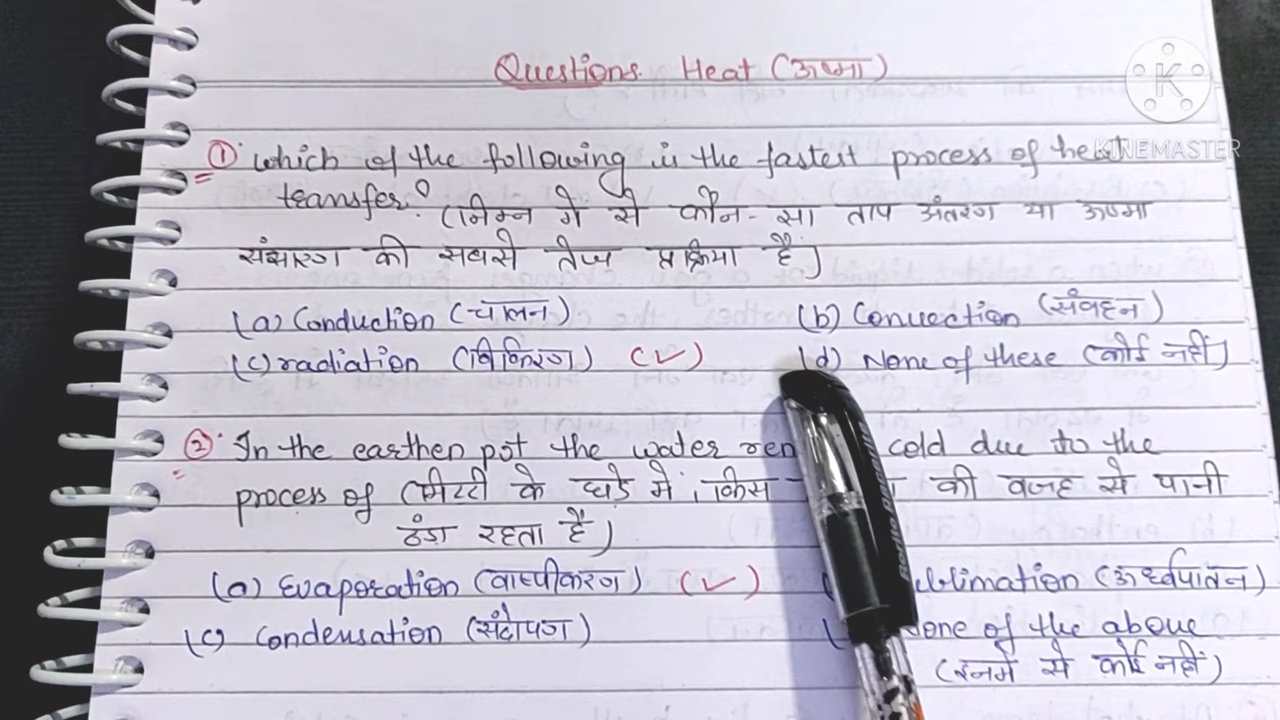 Questions. Heat (ऊष्मा)
K
KINEMASTER
① which of the following is the fastest process of heat
transfer? (निम्न में से कौन-सा ताप अंतरण या ऊष्मा
संचारण की सबसे तेज प्रक्रिया है)
(a) Conduction (चालन) (b) Convection (संवहन)
(c) radiation (विकिरण) (✓) (d) None of these (कोई नहीं)
② In the earthen pot the water cold due to the
process of (मिट्टी के घड़े में, किस की वजह से पानी
ठंडा रहता है)
(a) Evaporation (वाष्पीकरण) (✓) (ऊर्ध्वपातन)
(c) Condensation (संघनन) of the above
(इनमें से कोई नहीं)